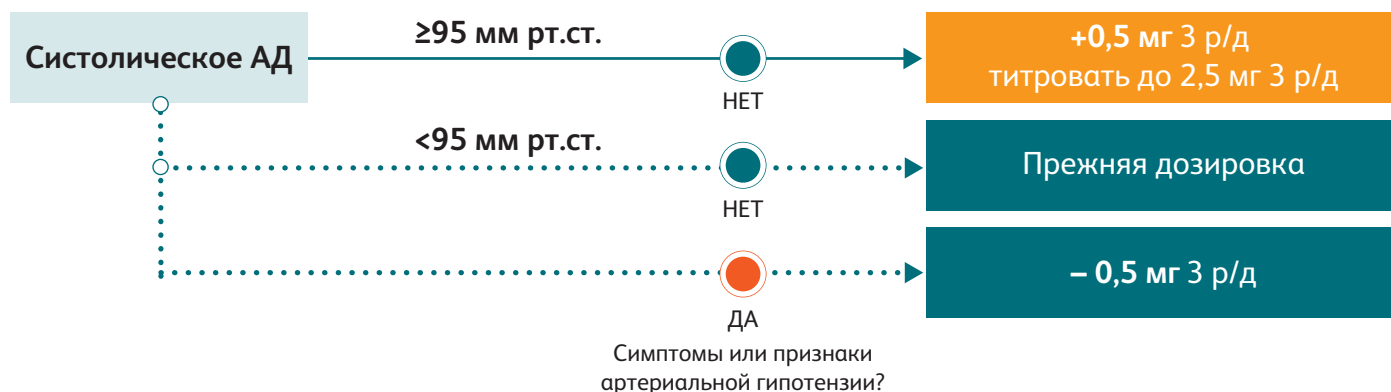 Систолическое АД
≥95 мм рт.ст.
НЕТ
+0,5 мг 3 р/д
титровать до 2,5 мг 3 р/д
<95 мм рт.ст.
НЕТ
Прежняя дозировка
ДА
– 0,5 мг 3 р/д
Симптомы или признаки
артериальной гипотензии?